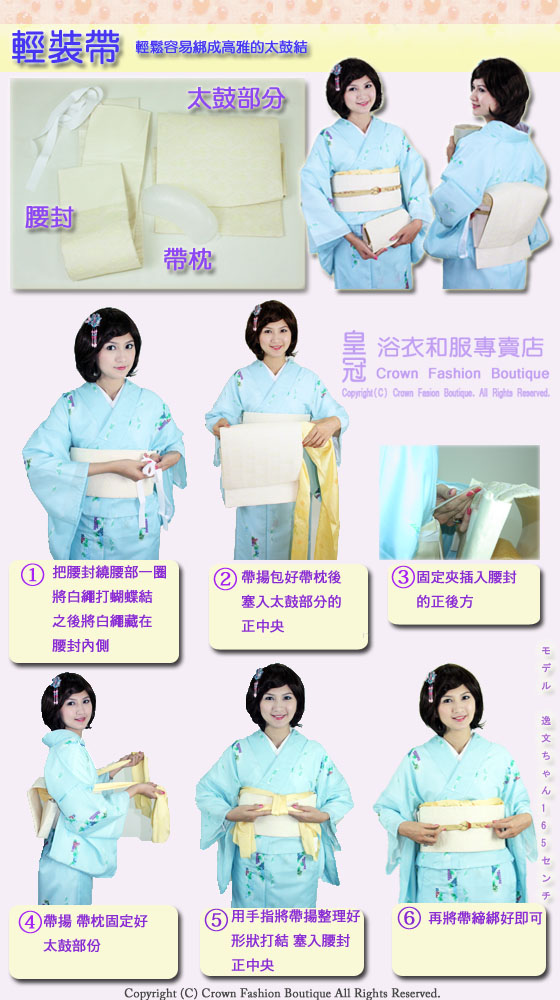 輕裝帶 輕鬆容易綁成高雅的太鼓結
太鼓部分
腰封
帶枕
皇冠 浴衣和服專賣店
Crown Fashion Boutique
Copyright(C) Crown Fasion Boutique. All Rights Reserved.
① 把腰封繞腰部一圈
將白繩打蝴蝶結
之後將白繩藏在
腰封內側
② 帶揚包好帶枕後
塞入太鼓部分的
正中央
③ 固定夾插入腰封
的正後方
モデル 逸文ちゃん165センチ
④ 帶揚 帶枕固定好
太鼓部份
⑤ 用手指將帶揚整理好
形狀打結 塞入腰封
正中央
⑥ 再將帶締綁好即可
Copyright (C) Crown Fashion Boutique All Rights Reserved.